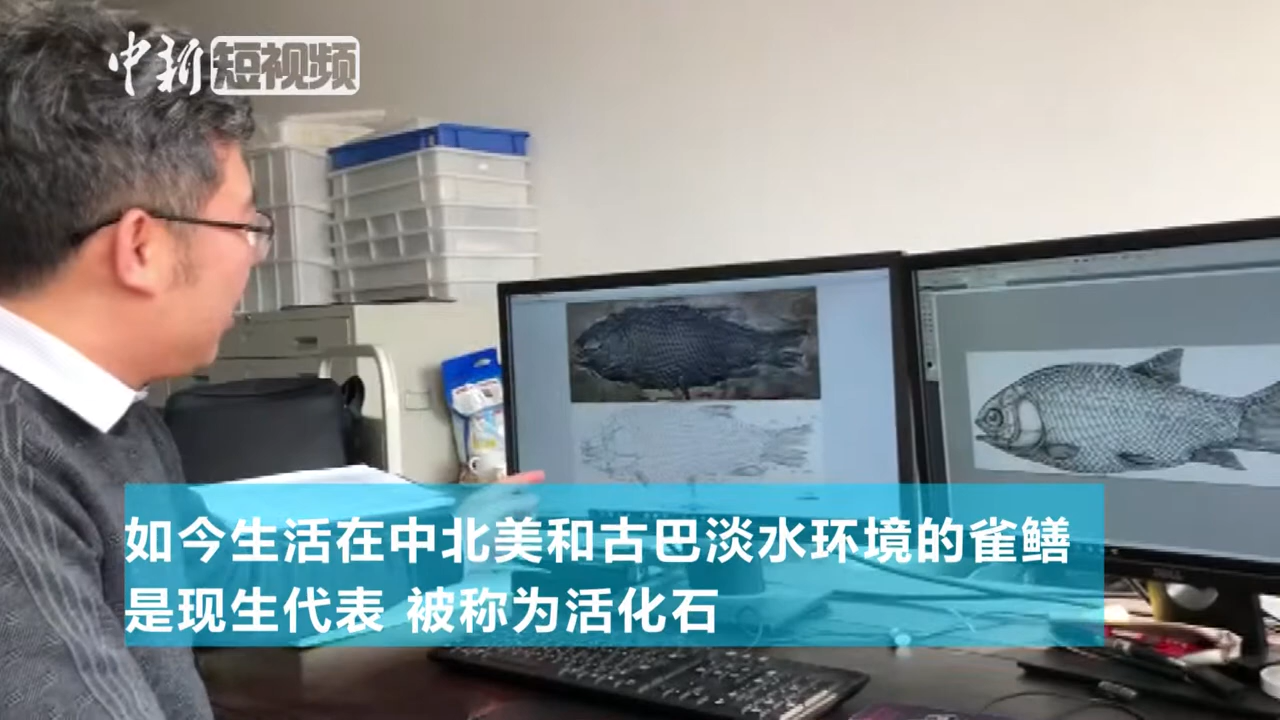 中新短视频
如今生活在中北美和古巴淡水环境的雀鳝
是现生代表 被称为活化石